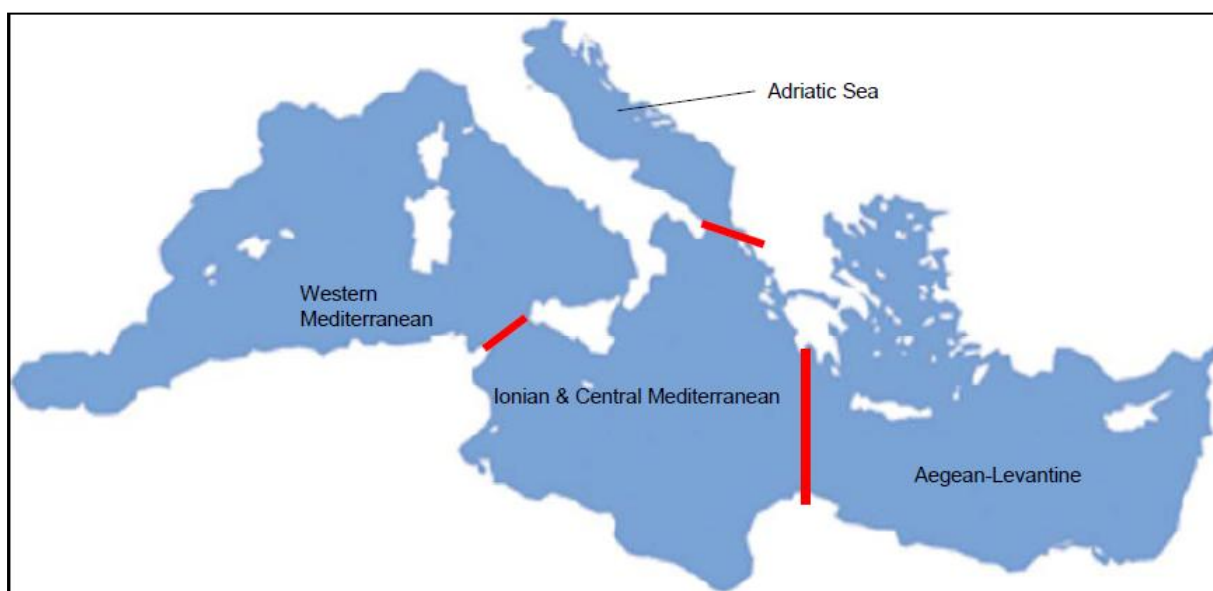 Adriatic Sea
Western
Mediterranean
Ionian & Central Mediterranean
Aegean-Levantine